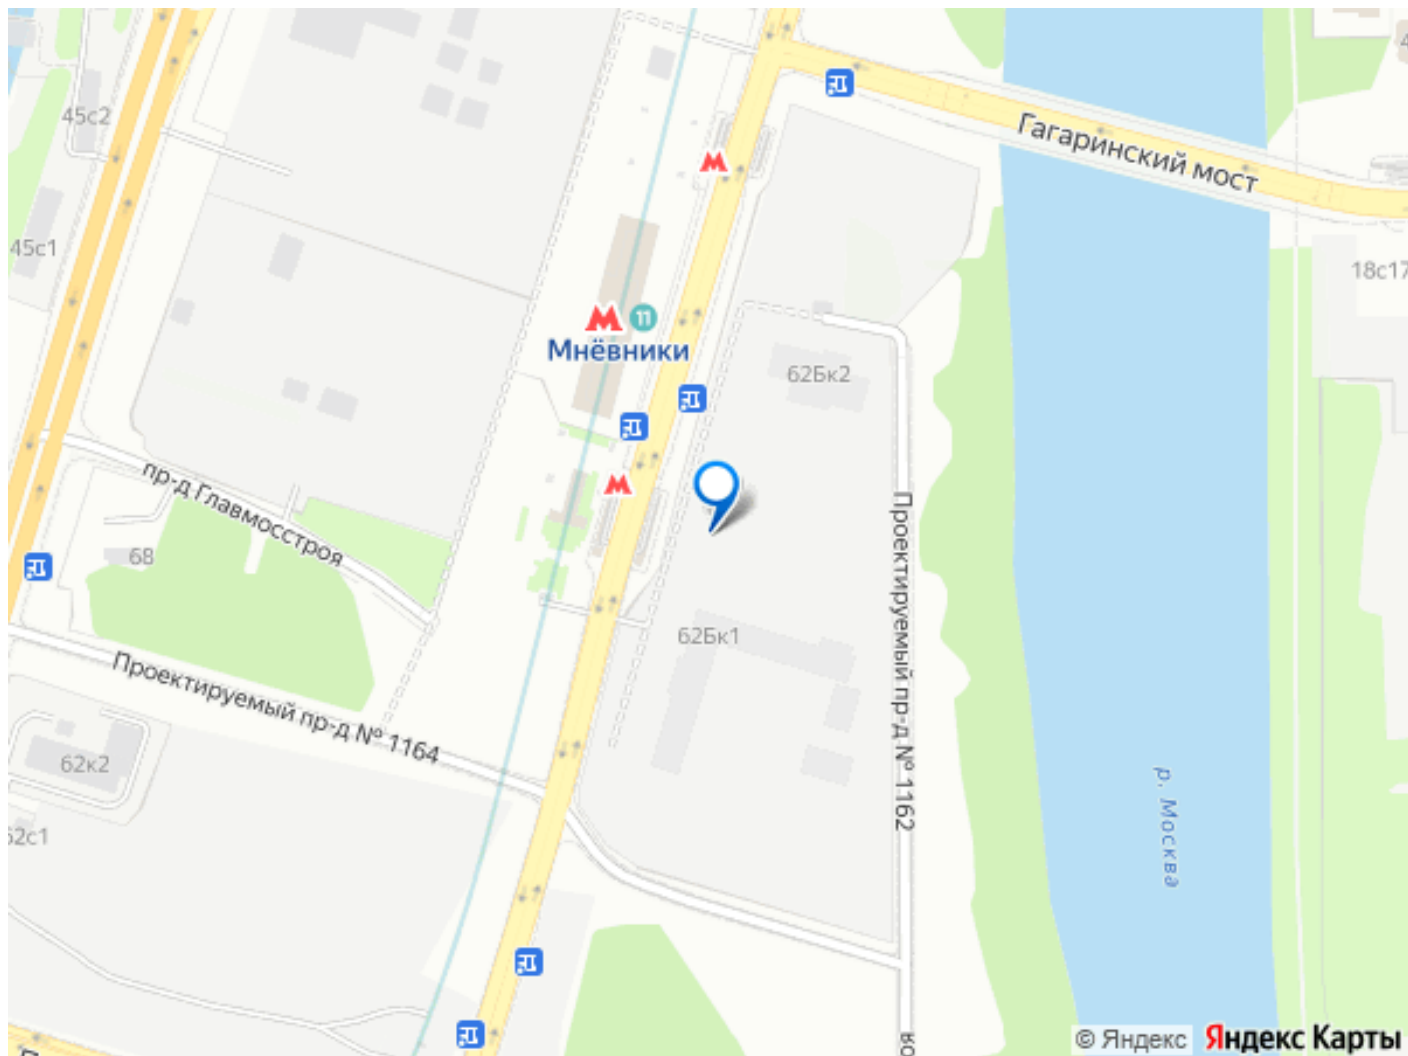 45с2
Гагаринский мост
45с1
18с17
11
Мнёвники
62Бк2
пр-д Главмосстроя
68
Проектируемый пр-д № 1162
62Бк1
Проектируемый пр-д № 1164
62к2
р. Москва
62с1
© Яндекс
Яндекс Карты